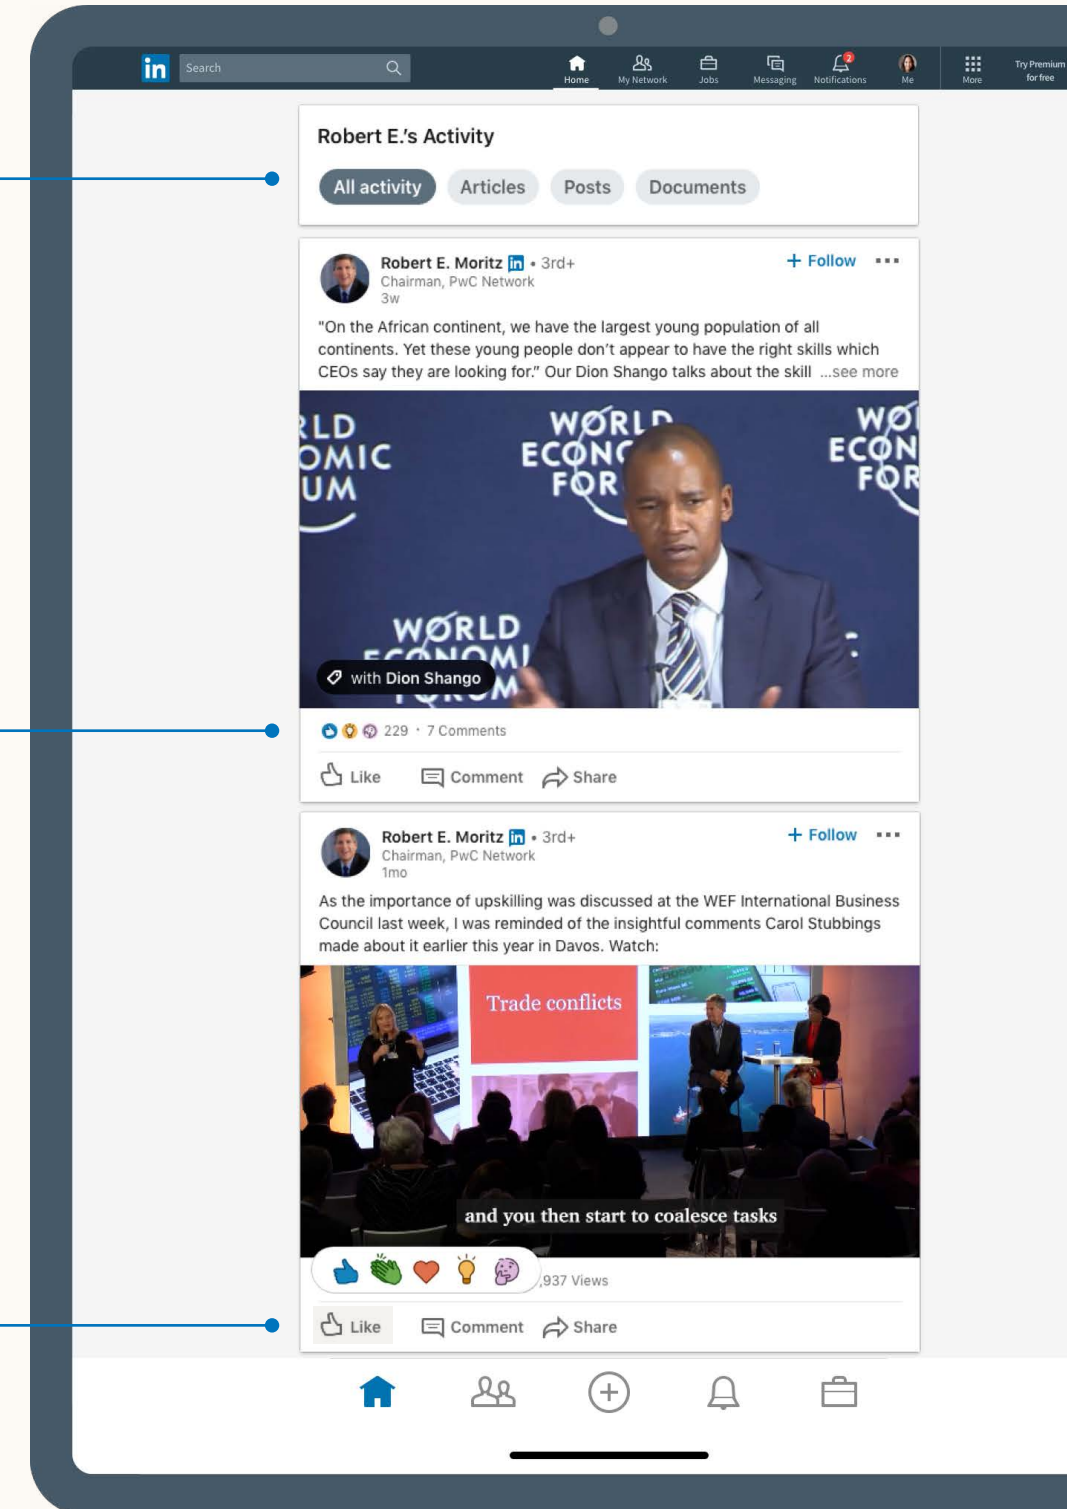 in Search
Home My Network Jobs Messaging Notifications Me More Try Premium
for free
2
Robert E.'s Activity
All activity Articles Posts Documents
Robert E. Moritz in • 3rd+ + Follow
Chairman, PwC Network
3w
"On the African continent, we have the largest young population of all
continents. Yet these young people don't appear to have the right skills which
CEOs say they are looking for." Our Dion Shango talks about the skill ...see more
WORLD
ECONOMI
FORUM
with Dion Shango
229 · 7 Comments
Like Comment Share
Robert E. Moritz in • 3rd+ + Follow
Chairman, PwC Network
1mo
As the importance of upskilling was discussed at the WEF International Business
Council last week, I was reminded of the insightful comments Carol Stubbings
made about it earlier this year in Davos. Watch:
Trade conflicts
and you then start to coalesce tasks
,937 Views
Like Comment Share